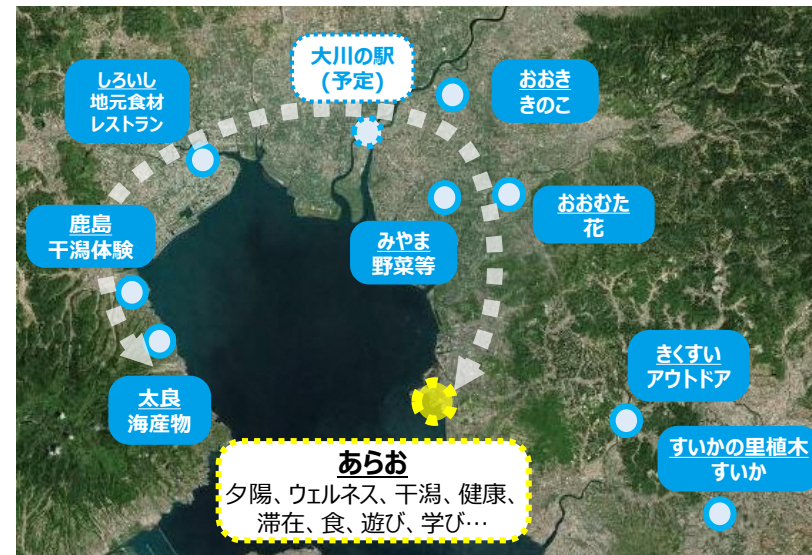 大川の駅
(予定)
しろいし
地元食材
レストラン
おおき
きのこ
おおむた
花
みやま
野菜等
鹿島
干潟体験
太良
海産物
きくすい
アウトドア
すいかの里植木
すいか
あらお
夕陽、ウェルネス、干潟、健康、
滞在、食、遊び、学び…